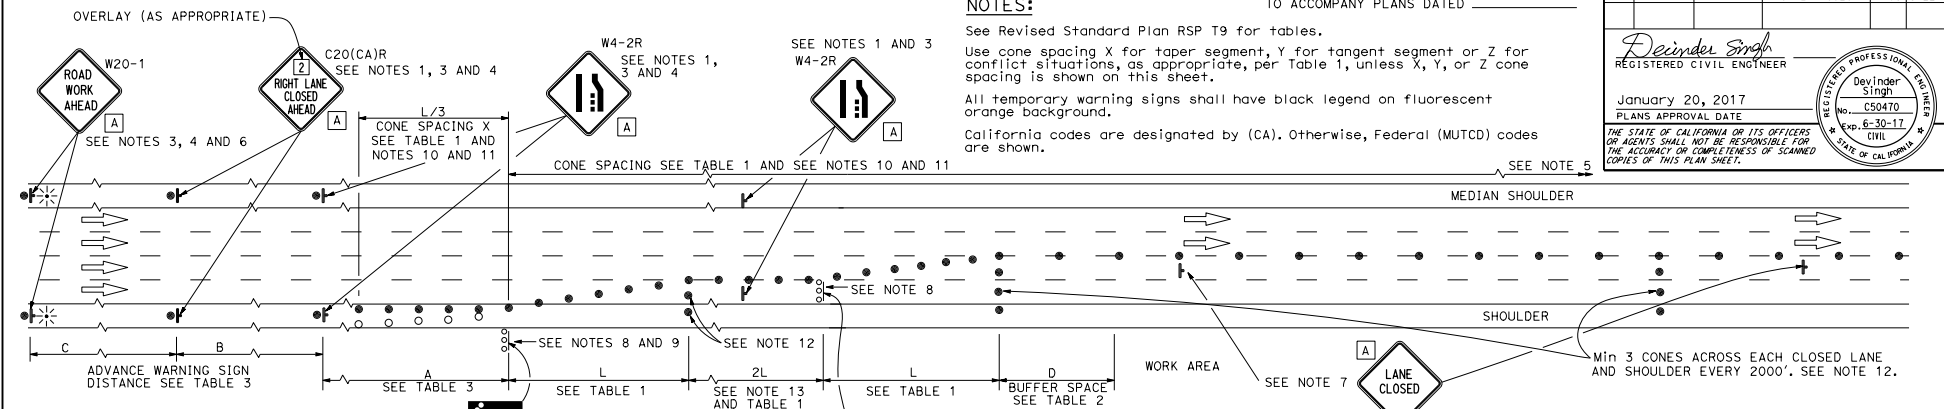 OVERLAY (AS APPROPRIATE)
ROAD
WORK
AHEAD
W20-1
A
SEE NOTES 3, 4 AND 6
2
RIGHT LANE
CLOSED
AHEAD
C20(CA)R
SEE NOTES 1, 3 AND 4
A
L/3
CONE SPACING X
SEE TABLE 1 AND
NOTES 10 AND 11
W4-2R
SEE NOTES 1,
3 AND 4
A
SEE NOTES 1 AND 3
W4-2R
A
CONE SPACING SEE TABLE 1 AND SEE NOTES 10 AND 11
SEE NOTE 5
NOTES:
TO ACCOMPANY PLANS DATED
See Revised Standard Plan RSP T9 for tables.
Use cone spacing X for taper segment, Y for tangent segment or Z for
conflict situations, as appropriate, per Table 1, unless X, Y, or Z cone
spacing is shown on this sheet.
All temporary warning signs shall have black legend on fluorescent
orange background.
California codes are designated by (CA). Otherwise, Federal (MUTCD) codes
are shown.
Devinder Singh
REGISTERED CIVIL ENGINEER
January 20, 2017
PLANS APPROVAL DATE
THE STATE OF CALIFORNIA OR ITS OFFICERS
OR AGENTS SHALL NOT BE RESPONSIBLE FOR
THE ACCURACY OR COMPLETENESS OF SCANNED
COPIES OF THIS PLAN SHEET.
REGISTERED PROFESSIONAL ENGINEER
Devinder
Singh
No. C50470
Exp. 6-30-17
CIVIL
STATE OF CALIFORNIA
MEDIAN SHOULDER
SEE NOTE 8
SHOULDER
SEE NOTES 8 AND 9
SEE NOTE 12
C
B
ADVANCE WARNING SIGN
DISTANCE SEE TABLE 3
A
SEE TABLE 3
L
SEE TABLE 1
2L
SEE NOTE 13
AND TABLE 1
L
SEE TABLE 1
D
BUFFER SPACE
SEE TABLE 2
WORK AREA
SEE NOTE 7
A
LANE
CLOSED
Min 3 CONES ACROSS EACH CLOSED LANE
AND SHOULDER EVERY 2000'. SEE NOTE 12.